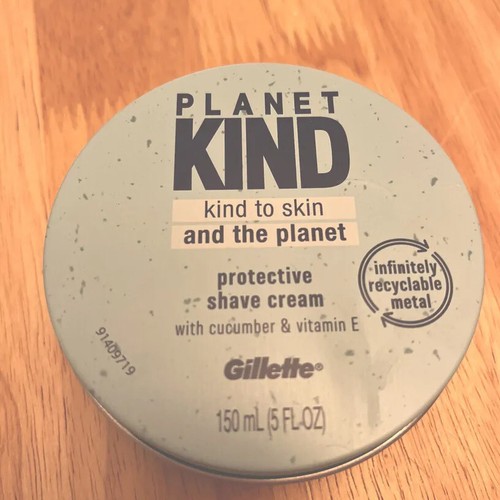 PLANET
KIND
kind to skin
and the planet
protective
shave cream
with cucumber & vitamin E
infinitely
recyclable
metal
91409719
Gillette®
150 mL (5 FL·OZ)